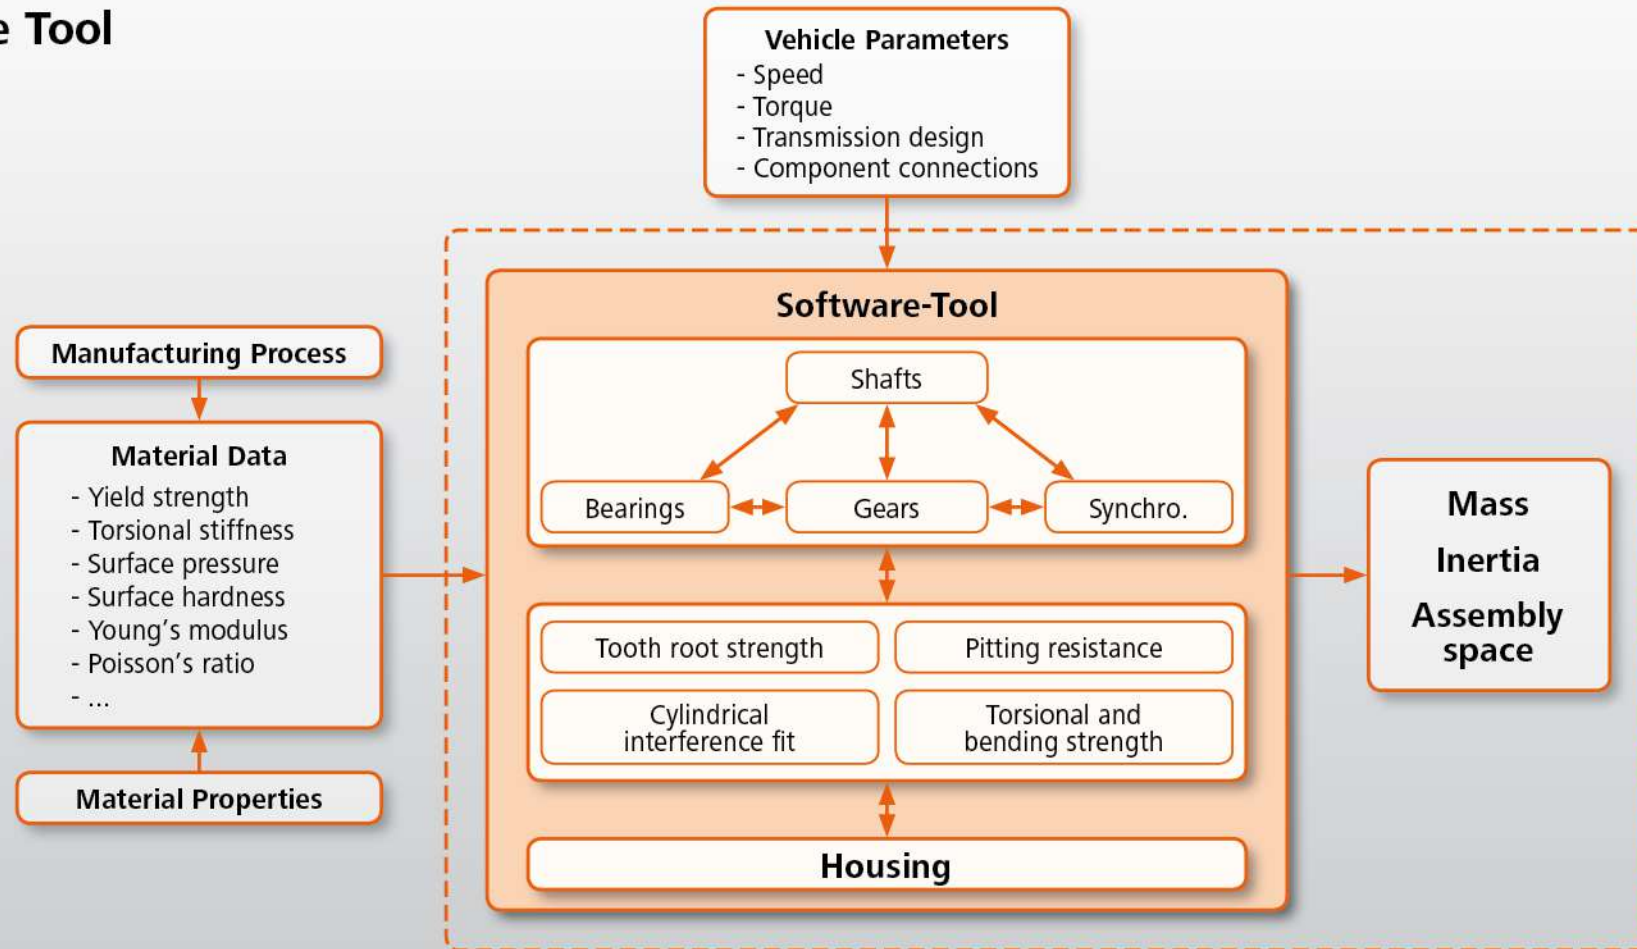 e Tool
Vehicle Parameters
- Speed
- Torque
- Transmission design
- Component connections
Software-Tool
Manufacturing Process
Shafts
Material Data
- Yield strength
- Torsional stiffness
- Surface pressure
- Surface hardness
- Young's modulus
- Poisson's ratio
- ...
Bearings
Gears
Synchro.
Tooth root strength
Pitting resistance
Cylindrical
interference fit
Torsional and
bending strength
Material Properties
Housing
Mass
Inertia
Assembly
space